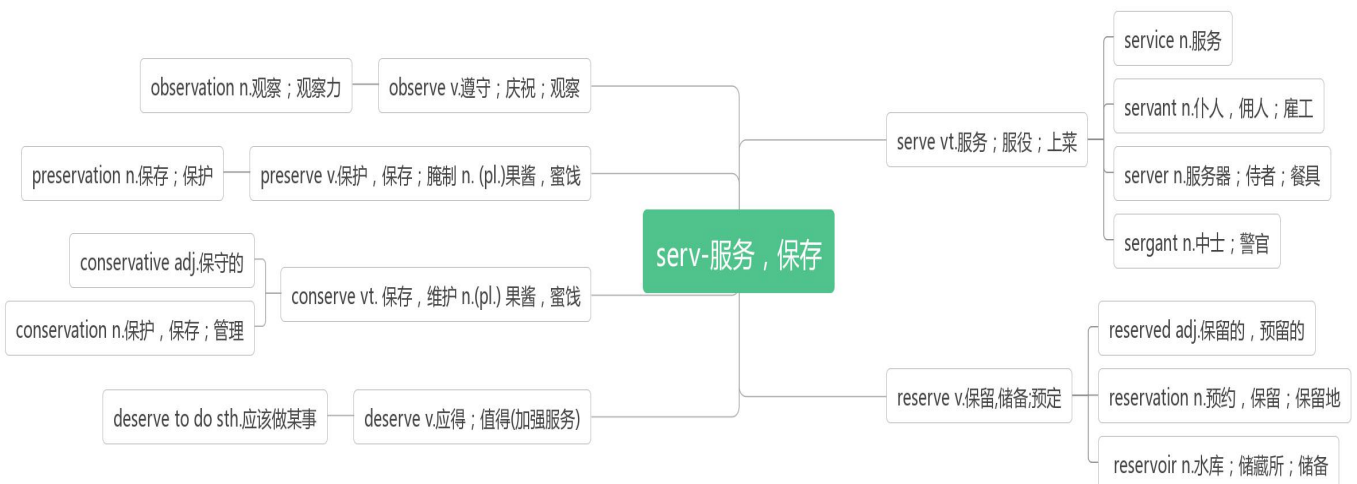 serv-服务，保存
observe v.遵守；庆祝；观察
observation n.观察；观察力
preserve v.保护，保存；腌制 n. (pl.)果酱，蜜饯
preservation n.保存；保护
conserve vt. 保存，维护 n.(pl.) 果酱，蜜饯
conservative adj.保守的
conservation n.保护，保存；管理
deserve v.应得；值得(加强服务)
deserve to do sth.应该做某事
serve vt.服务；服役；上菜
service n.服务
servant n.仆人，佣人；雇工
server n.服务器；侍者；餐具
sergant n.中士；警官
reserve v.保留,储备;预定
reserved adj.保留的，预留的
reservation n.预约，保留；保留地
reservoir n.水库；储藏所；储备